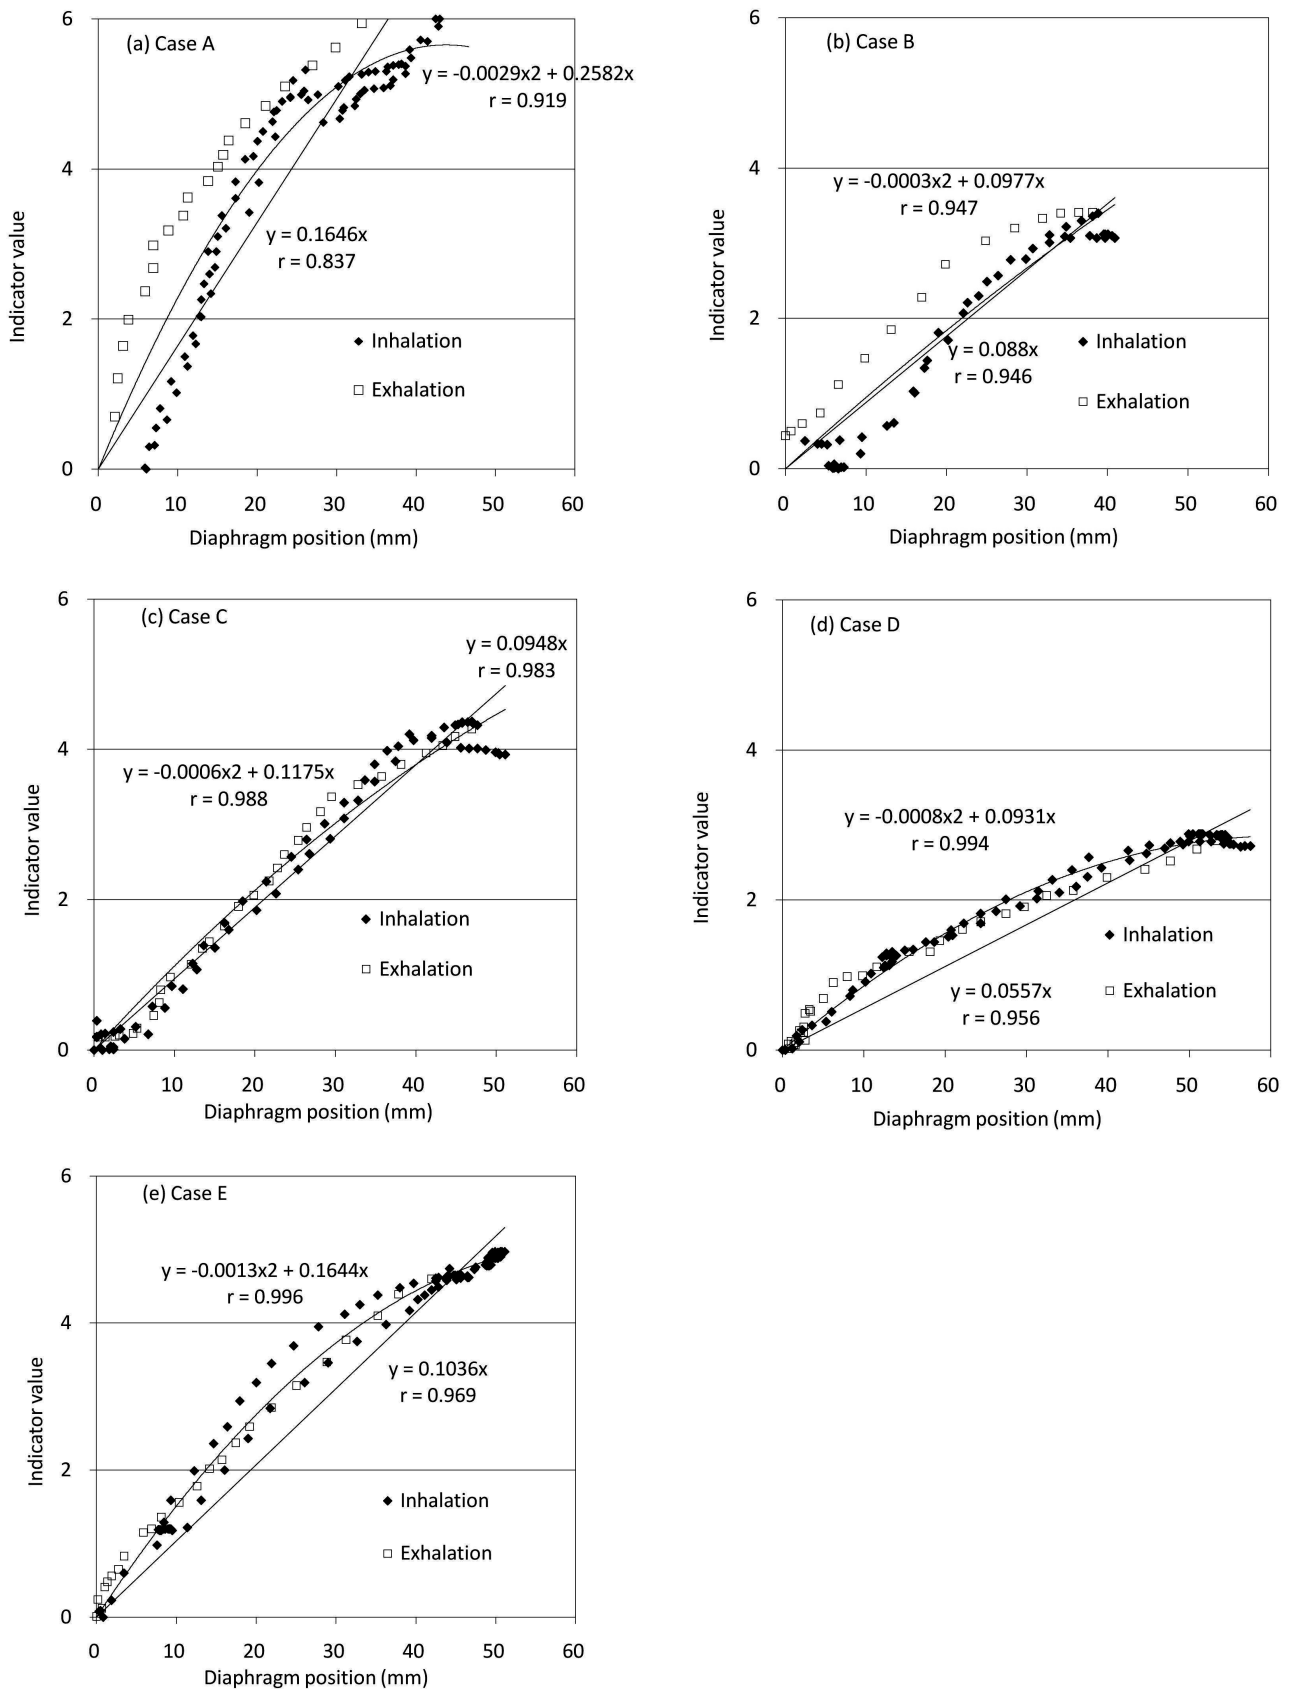 (a) Case A
y = -0.0029x2 + 0.2582x
r = 0.919
y = 0.1646x
r = 0.837
Inhalation
Exhalation
Indicator value
6
4
2
0
0 10 20 30 40 50 60
Diaphragm position (mm)
(b) Case B
y = -0.0003x2 + 0.0977x
r = 0.947
y = 0.088x
r = 0.946
Inhalation
Exhalation
Indicator value
6
4
2
0
0 10 20 30 40 50 60
Diaphragm position (mm)
(c) Case C
y = 0.0948x
r = 0.983
y = -0.0006x2 + 0.1175x
r = 0.988
Inhalation
Exhalation
Indicator value
6
4
2
0
0 10 20 30 40 50 60
Diaphragm position (mm)
(d) Case D
y = -0.0008x2 + 0.0931x
r = 0.994
Inhalation
y = 0.0557x
r = 0.956
Exhalation
Indicator value
6
4
2
0
0 10 20 30 40 50 60
Diaphragm position (mm)
(e) Case E
y = -0.0013x2 + 0.1644x
r = 0.996
y = 0.1036x
r = 0.969
Inhalation
Exhalation
Indicator value
6
4
2
0
0 10 20 30 40 50 60
Diaphragm position (mm)